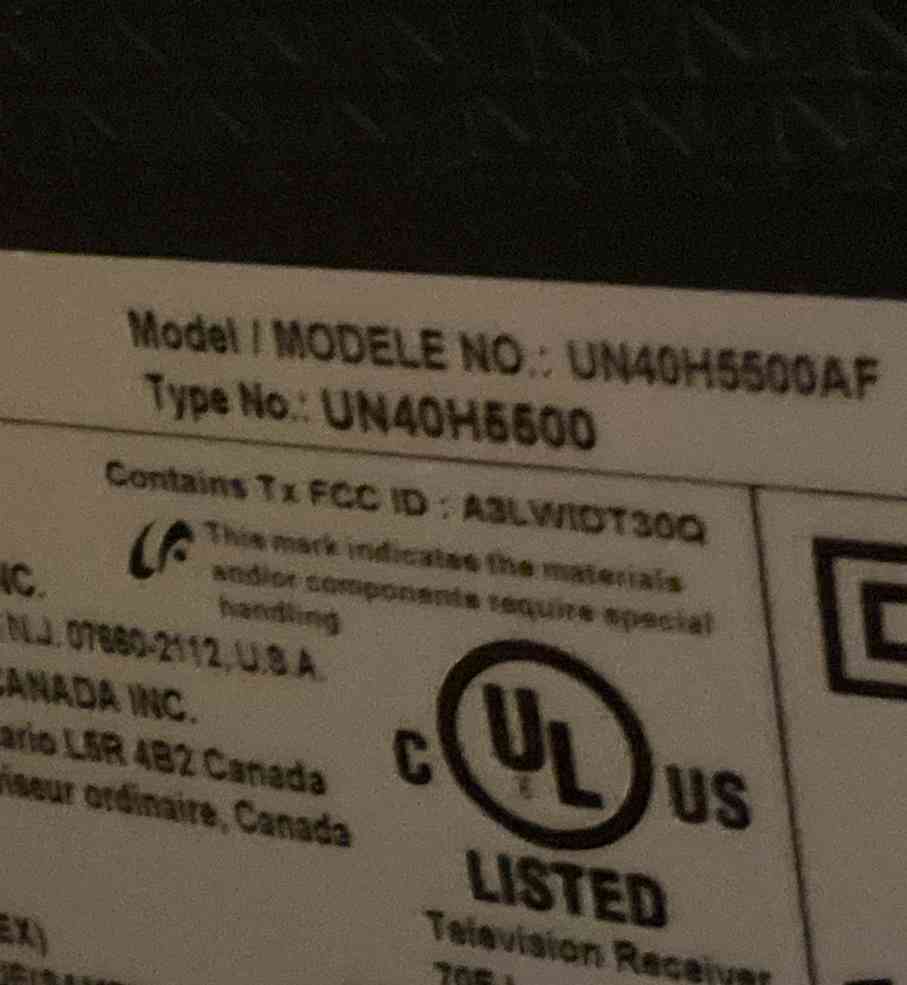 Model / MODELE NO.: UN40H5500AF
Type No.: UN40H5500
Contains Tx FCC ID : A3LWIDT30Q
This mark indicates the materials
and/or components require special
handling
NC.
N.J. 07660-2112, U.S.A.
CANADA INC.
ario L5R 4B2 Canada
viseur ordinaire, Canada
C UL US
LISTED
Television Receiver
EX)